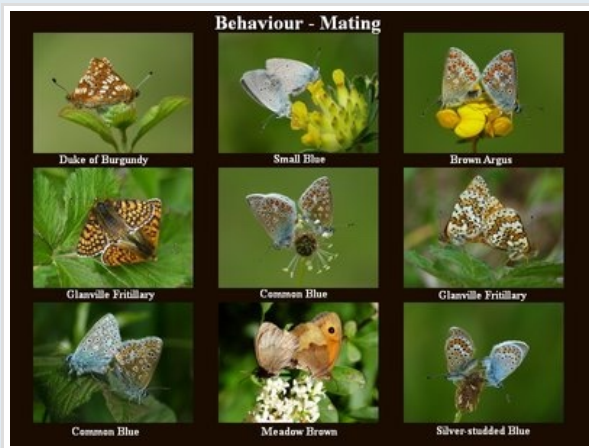 Behaviour - Mating
Duke of Burgundy
Small Blue
Brown Argus
Glanville Fritillary
Common Blue
Glanville Fritillary
Common Blue
Meadow Brown
Silver-studded Blue